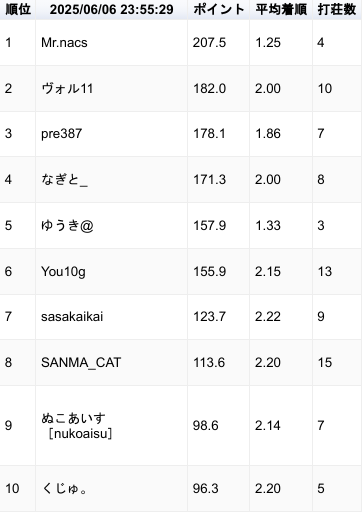 順位 2025/06/06 23:55:29 ポイント 平均着順 打荘数
1 Mr.nacs 207.5 1.25 4
2 ヴォル11 182.0 2.00 10
3 pre387 178.1 1.86 7
4 なぎと_ 171.3 2.00 8
5 ゆうき@ 157.9 1.33 3
6 You10g 155.9 2.15 13
7 sasakaikai 123.7 2.22 9
8 SANMA_CAT 113.6 2.20 15
9 ぬこあいす 98.6 2.14 7
［nukoaisu］
10 くじゅ。 96.3 2.20 5